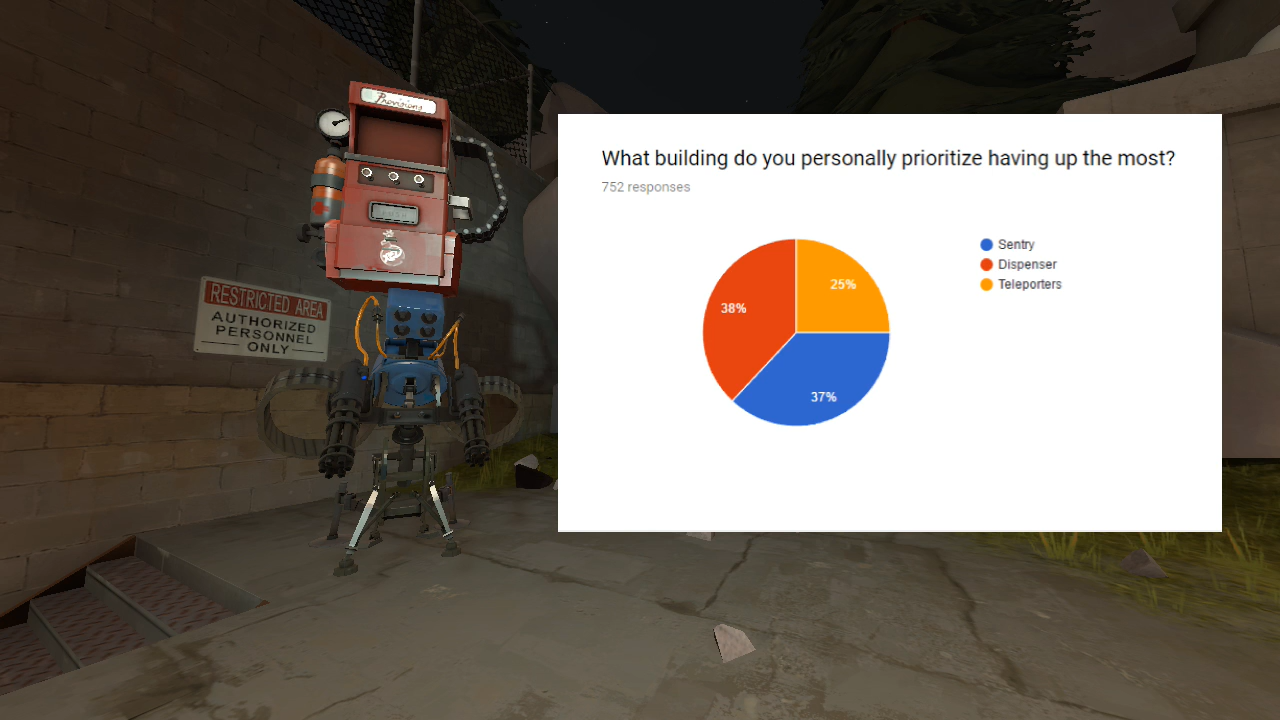 Provisions
RESTRICTED AREA
AUTHORIZED
PERSONNEL
ONLY
What building do you personally prioritize having up the most?
752 responses
Sentry
Dispenser
Teleporters
25%
38%
37%